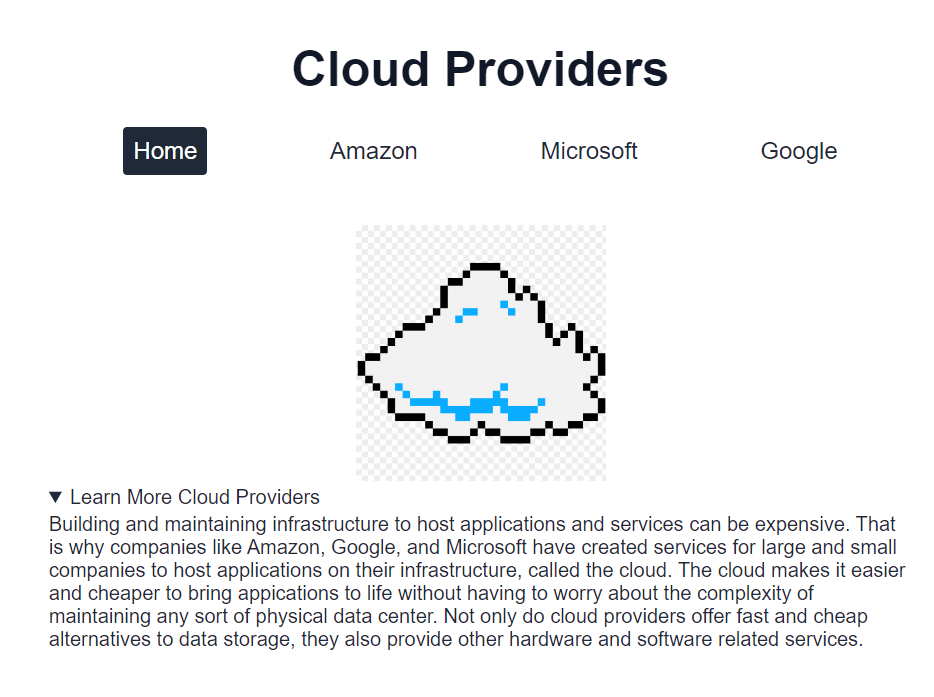 Cloud Providers
Home
Amazon
Microsoft
Google
Learn More Cloud Providers
Building and maintaining infrastructure to host applications and services can be expensive. That
is why companies like Amazon, Google, and Microsoft have created services for large and small
companies to host applications on their infrastructure, called the cloud. The cloud makes it easier
and cheaper to bring appications to life without having to worry about the complexity of
maintaining any sort of physical data center. Not only do cloud providers offer fast and cheap
alternatives to data storage, they also provide other hardware and software related services.